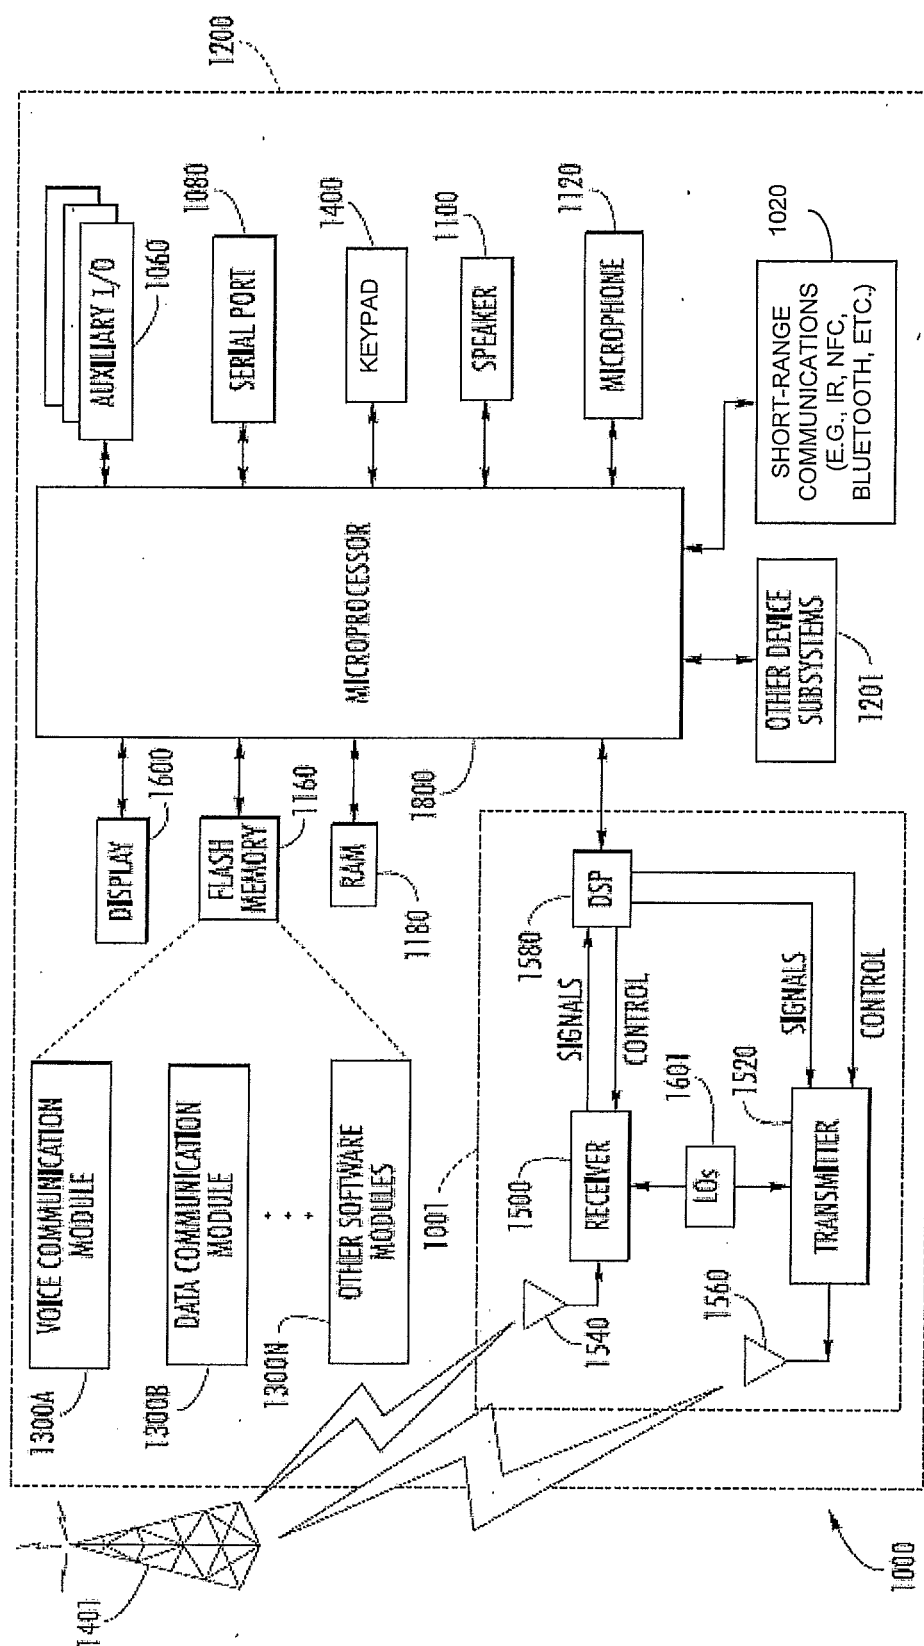 1401
1300A
VOICE COMMUNICATION
MODULE
1300B
DATA COMMUNICATION
MODULE
1300N
OTHER SOFTWARE
MODULES
DISPLAY
1600
FLASH
MEMORY
1160
RAM
1180
MICROPROCESSOR
1800
AUXILIARY I/O
1060
SERIAL PORT
1080
KEYPAD
1400
SPEAKER
1100
MICROPHONE
1120
1200
1001
1540
1500
RECEIVER
SIGNALS
CONTROL
1580
DSP
LOs
1601
1560
TRANSMITTER
1520
SIGNALS
CONTROL
OTHER DEVICE
SUBSYSTEMS
1201
SHORT-RANGE
COMMUNICATIONS
(E.G., IR, NFC,
BLUETOOTH, ETC.)
1020
1000